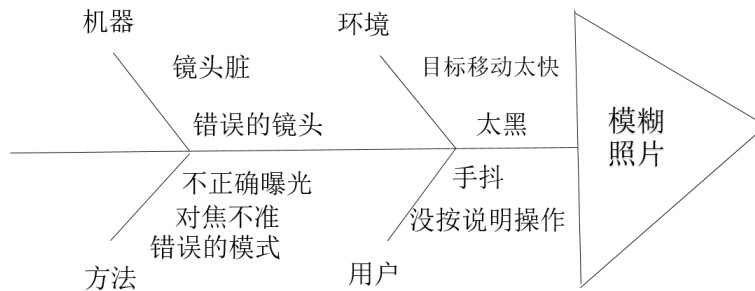 机器
环境
镜头脏
目标移动太快
错误的镜头
太黑
模糊
照片
不正确曝光
手抖
对焦不准
没按说明操作
错误的模式
方法
用户